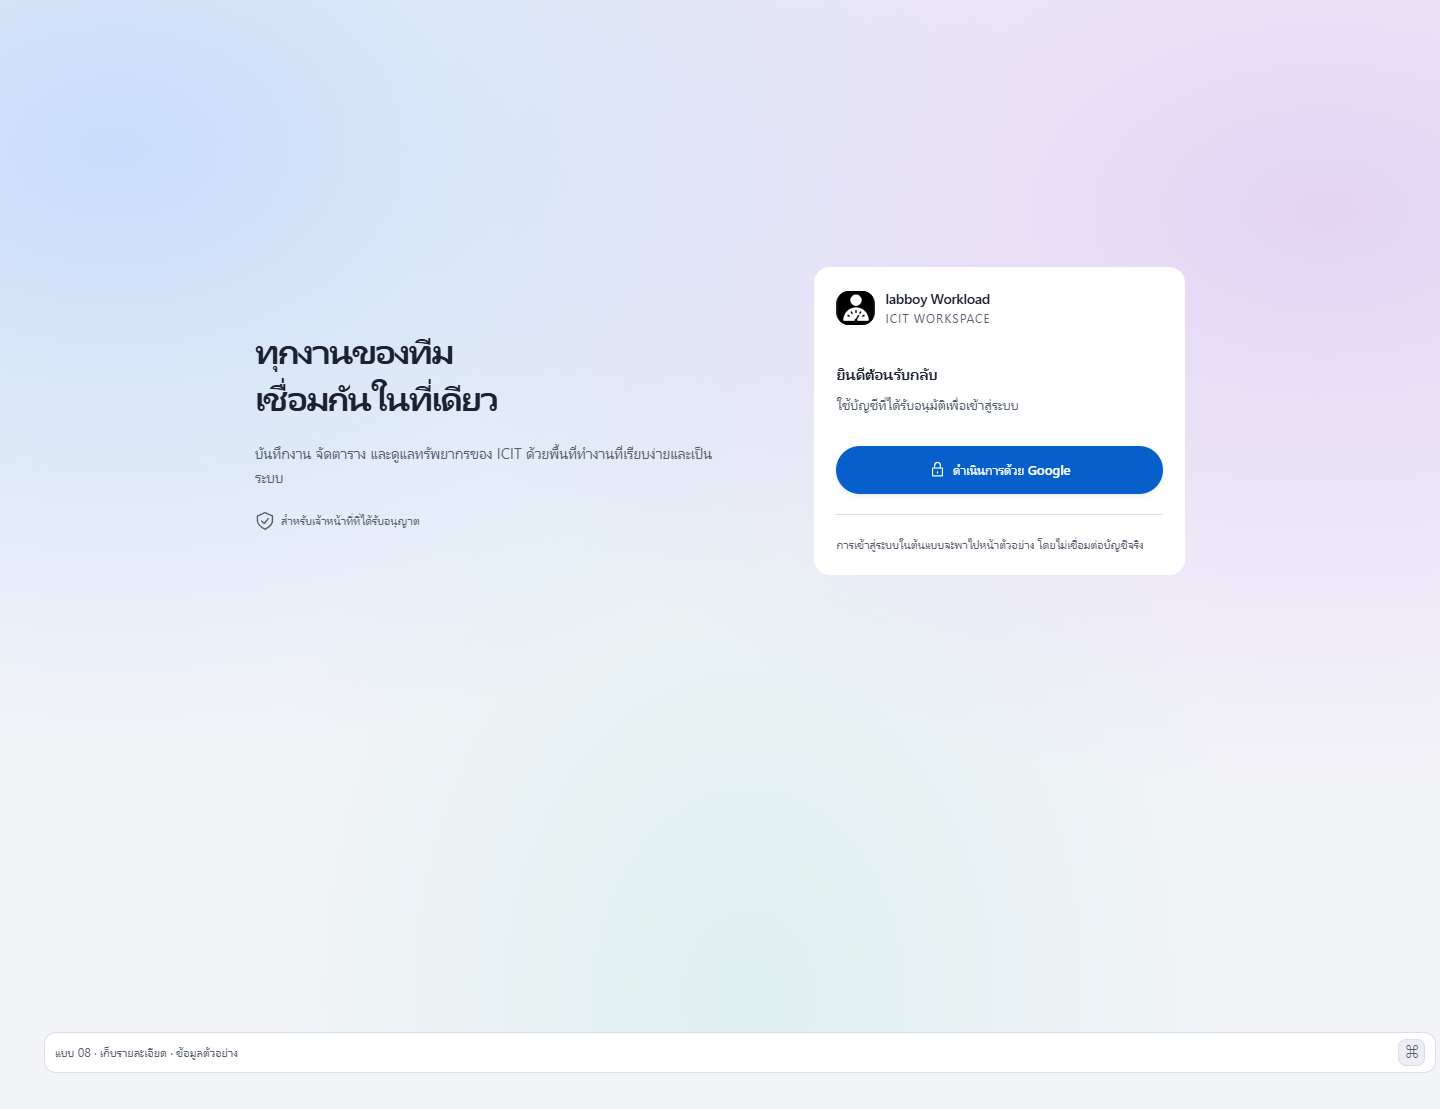 ทุกงานของทีม
เชื่อมกันในที่เดียว
บันทึกงาน จัดตาราง และดูแลทรัพยากรของ ICIT ด้วยพื้นที่ทำงานที่เรียบง่ายและเป็น
ระบบ
สำหรับเจ้าหน้าที่ที่ได้รับอนุญาต
labboy Workload
ICIT WORKSPACE
ยินดีต้อนรับกลับ
ใช้บัญชีที่ได้รับอนุมัติเพื่อเข้าสู่ระบบ
ดำเนินการด้วย Google
การเข้าสู่ระบบในต้นแบบจะพาไปหน้าตัวอย่าง โดยไม่เชื่อมต่อบัญชีจริง
แบบ 08 · เก็บรายละเอียด · ข้อมูลตัวอย่าง
⌘